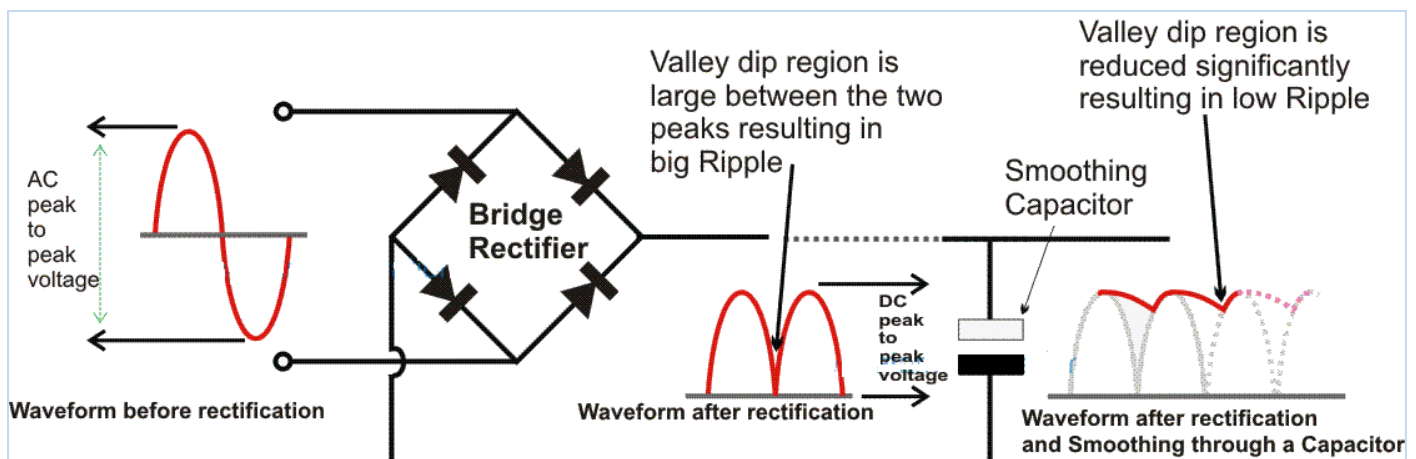 Valley dip region is
large between the two
peaks resulting in
big Ripple
Valley dip region is
reduced significantly
resulting in low Ripple
AC
peak
to
peak
voltage
Bridge
Rectifier
Smoothing
Capacitor
DC
peak
to
peak
voltage
Waveform before rectification
Waveform after rectification
Waveform after rectification
and Smoothing through a Capacitor